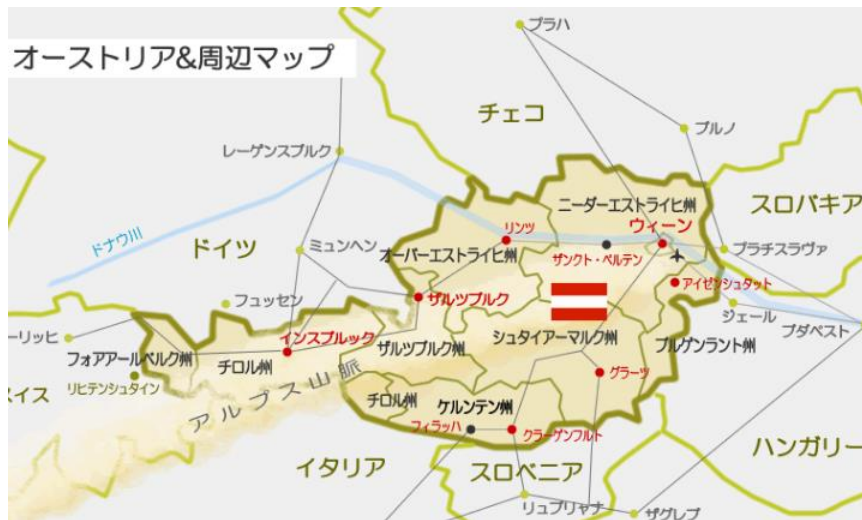 オーストリア&周辺マップ
プラハ
チェコ
ブルノ
レーゲンスブルク
スロバキア
ニーダーエストライヒ州
ウィーン
リンツ
ドナウ川
ドイツ
ミュンヘン
オーバーエストライヒ州
ザンクト・ペルテン
ブラチスラヴァ
アイゼンシュタット
フュッセン
ザルツブルク
ジェール
ブダペスト
ーリッヒ
インスブルック
シュタイアーマルク州
フォアアールベルク州
チロル州
ザルツブルク州
ブルゲンラント州
リヒテンシュタイン
イス
アルプス山脈
グラーツ
チロル州
ケルンテン州
フィラッハ
クラーゲンフルト
イタリア
スロベニア
ハンガリー
リュブリャナ
ザグレブ